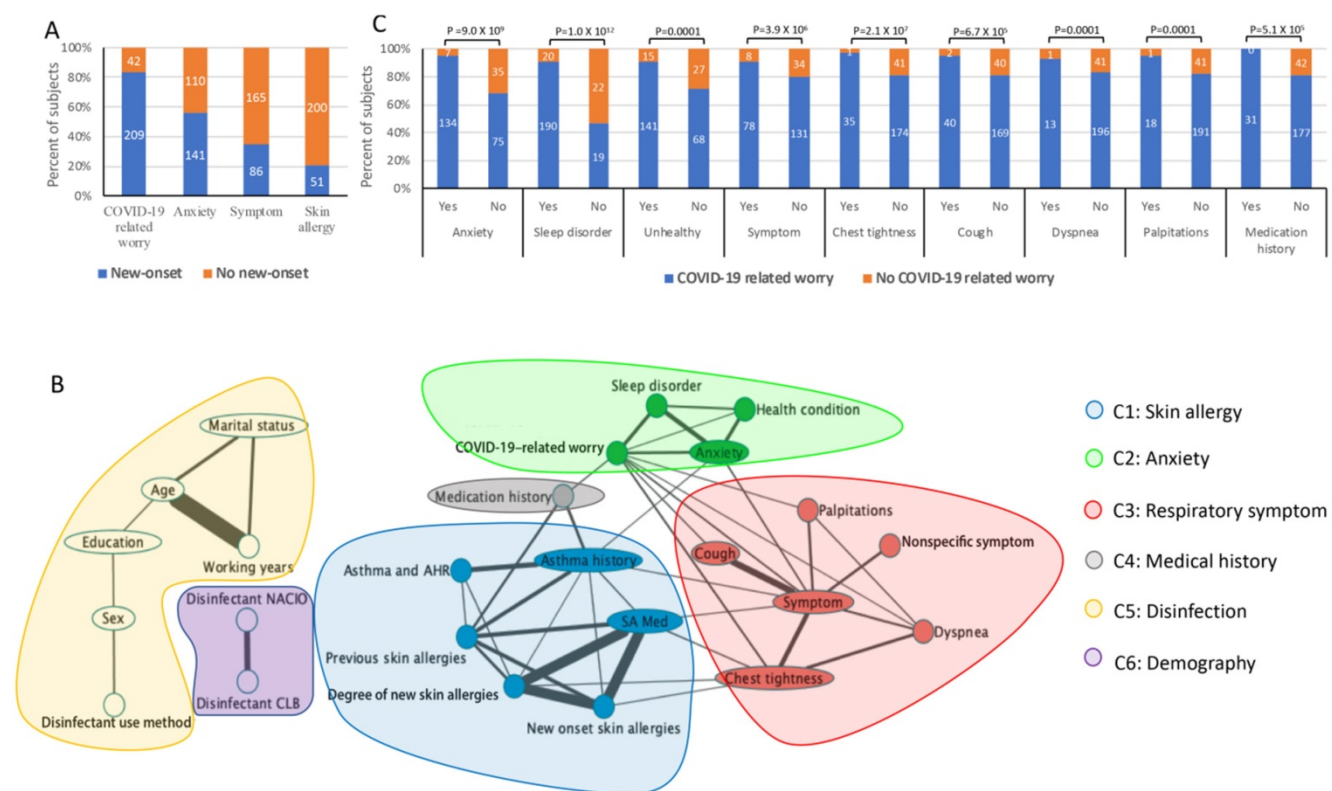 A
100%
80%
60%
40%
20%
0%
Percent of subjects
42
209
110
141
165
86
200
51
COVID-19 related worry
Anxiety
Symptom
Skin allergy
New-onset
No new-onset
C
P =9.0 X 10⁹
P=1.0 X 10¹²
P=0.0001
P=3.9 X 10⁶
P=2.1 X 10⁷
P=6.7 X 10⁵
P=0.0001
P=0.0001
P=5.1 X 10⁵
100%
80%
60%
40%
20%
0%
Percent of subjects
7 35 20 22 15 27 8 34 1 41 2 40 1 41 1 41 0 42
134 75 190 19 141 68 78 131 35 174 40 169 13 196 18 191 31 177
Yes No Yes No Yes No Yes No Yes No Yes No Yes No Yes No Yes No
Anxiety
Sleep disorder
Unhealthy
Symptom
Chest tightness
Cough
Dyspnea
Palpitations
Medication history
COVID-19 related worry
No COVID-19 related worry
B
Marital status
Age
Education
Working years
Sex
Disinfectant use method
Disinfectant NACIO
Disinfectant CLB
Sleep disorder
Health condition
COVID-19–related worry
Anxiety
Medication history
Asthma history
Asthma and AHR
SA Med
Previous skin allergies
Degree of new skin allergies
New onset skin allergies
Palpitations
Nonspecific symptom
Cough
Symptom
Dyspnea
Chest tightness
C1: Skin allergy
C2: Anxiety
C3: Respiratory symptom
C4: Medical history
C5: Disinfection
C6: Demography